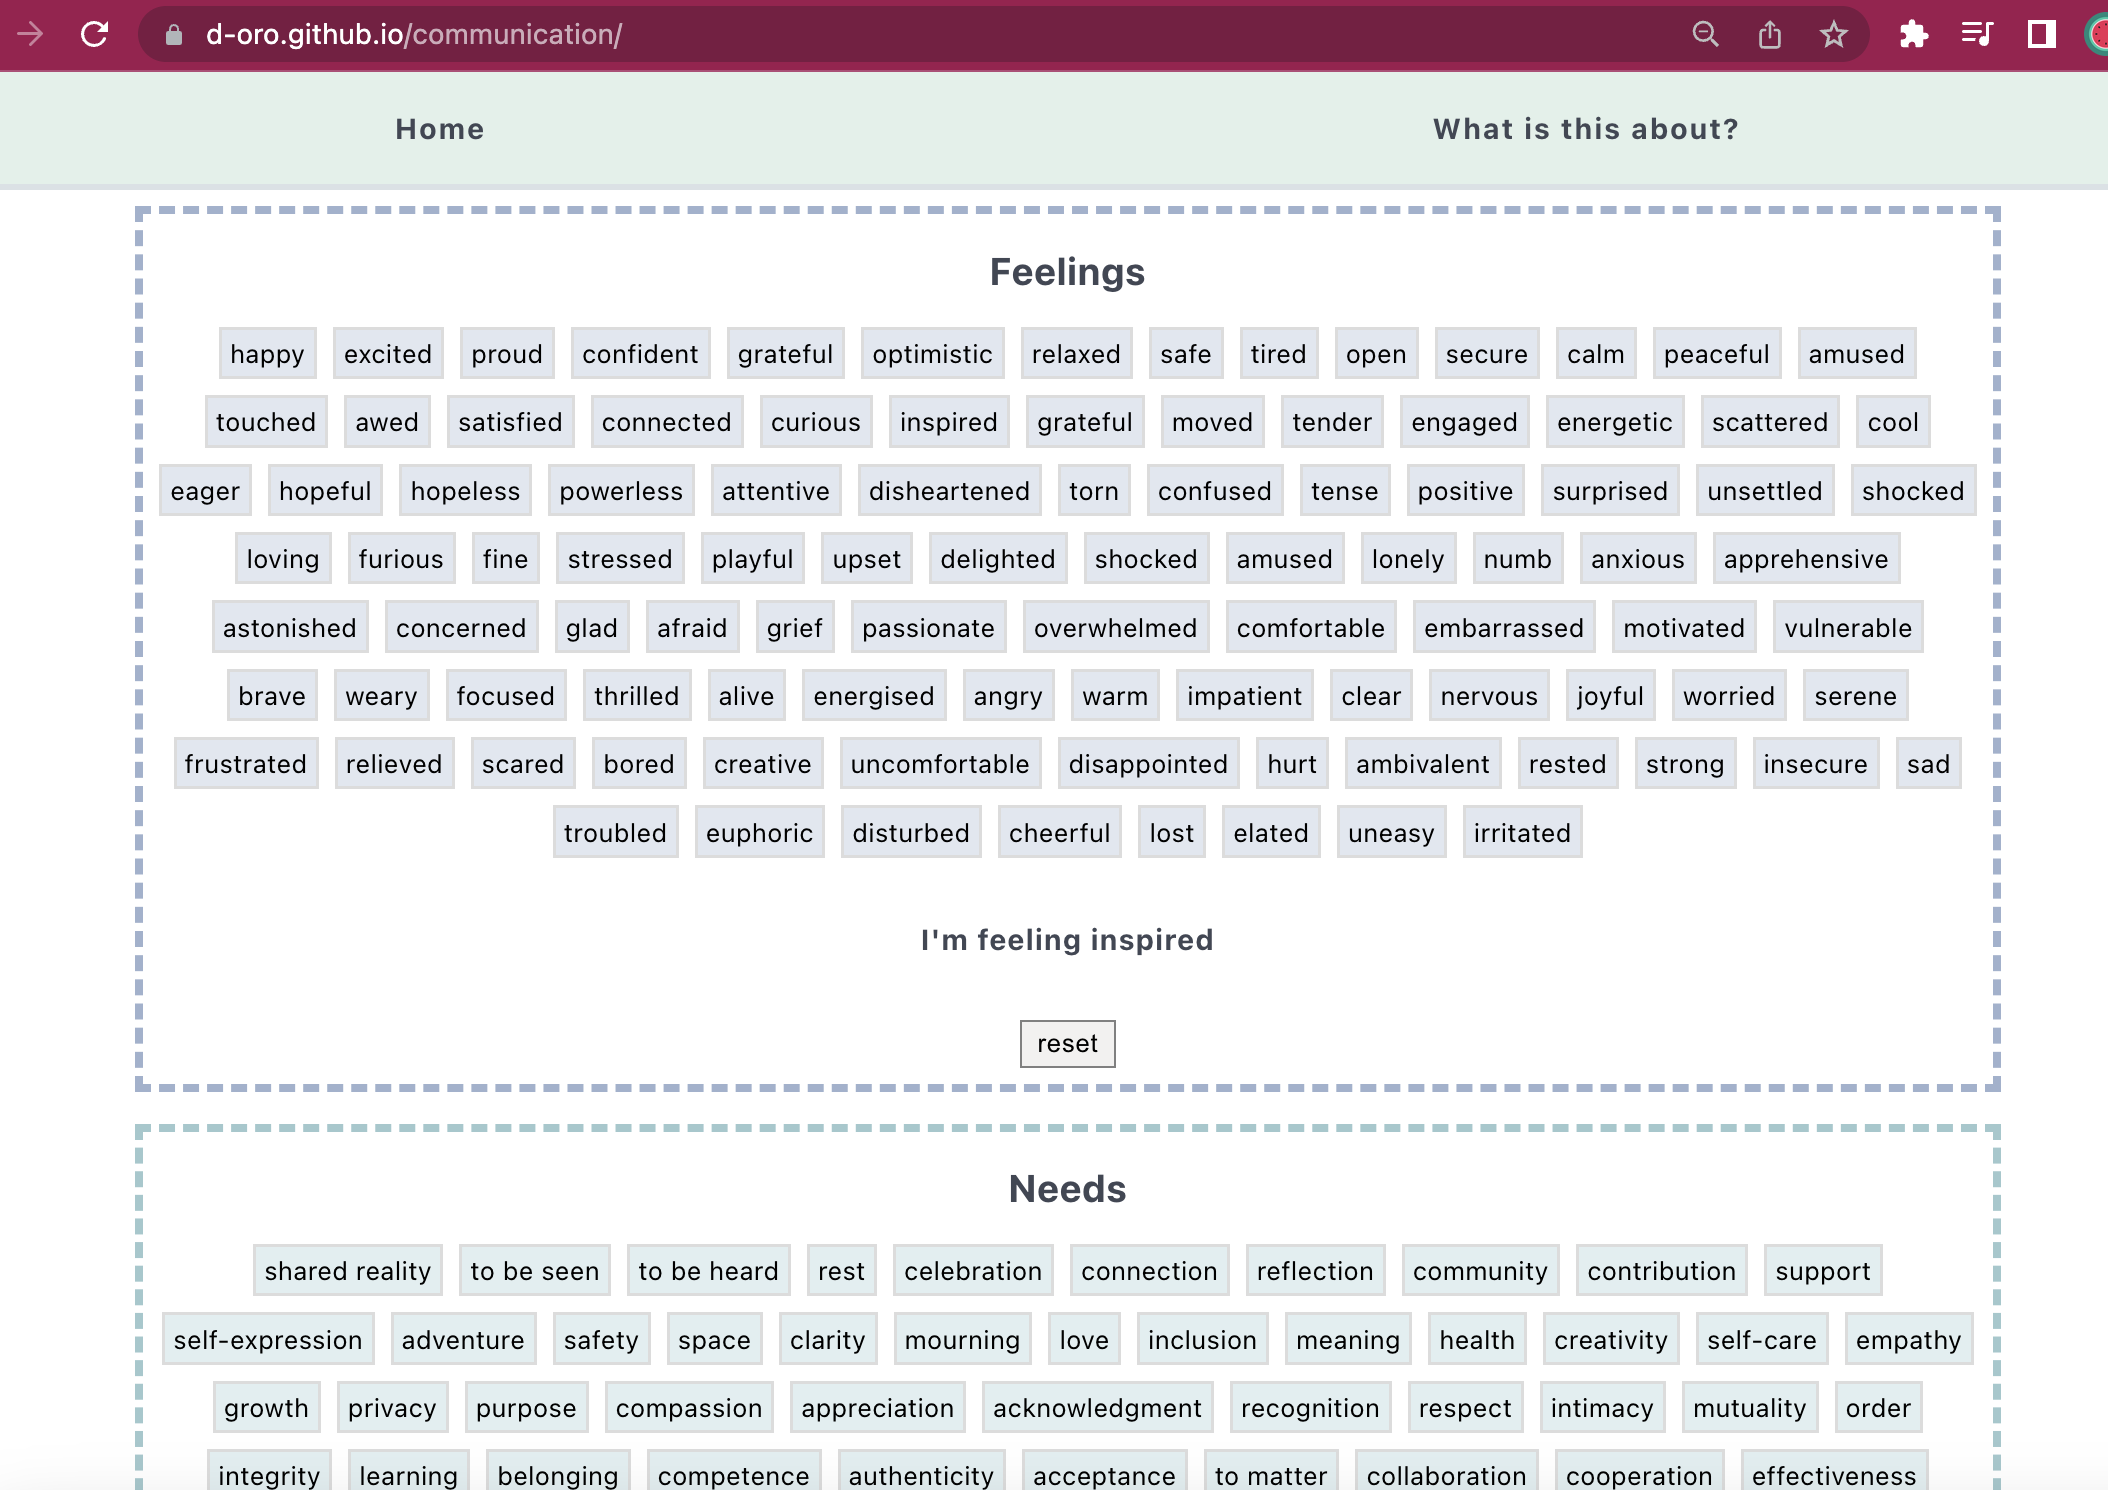 d-oro.github.io/communication/
Home What is this about?
Feelings
happy excited proud confident grateful optimistic relaxed safe tired open secure calm peaceful amused
touched awed satisfied connected curious inspired grateful moved tender engaged energetic scattered cool
eager hopeful hopeless powerless attentive disheartened torn confused tense positive surprised unsettled shocked
loving furious fine stressed playful upset delighted shocked amused lonely numb anxious apprehensive
astonished concerned glad afraid grief passionate overwhelmed comfortable embarrassed motivated vulnerable
brave weary focused thrilled alive energised angry warm impatient clear nervous joyful worried serene
frustrated relieved scared bored creative uncomfortable disappointed hurt ambivalent rested strong insecure sad
troubled euphoric disturbed cheerful lost elated uneasy irritated
I'm feeling inspired
reset
Needs
shared reality to be seen to be heard rest celebration connection reflection community contribution support
self-expression adventure safety space clarity mourning love inclusion meaning health creativity self-care empathy
growth privacy purpose compassion appreciation acknowledgment recognition respect intimacy mutuality order
integrity learning belonging competence authenticity acceptance to matter collaboration cooperation effectiveness